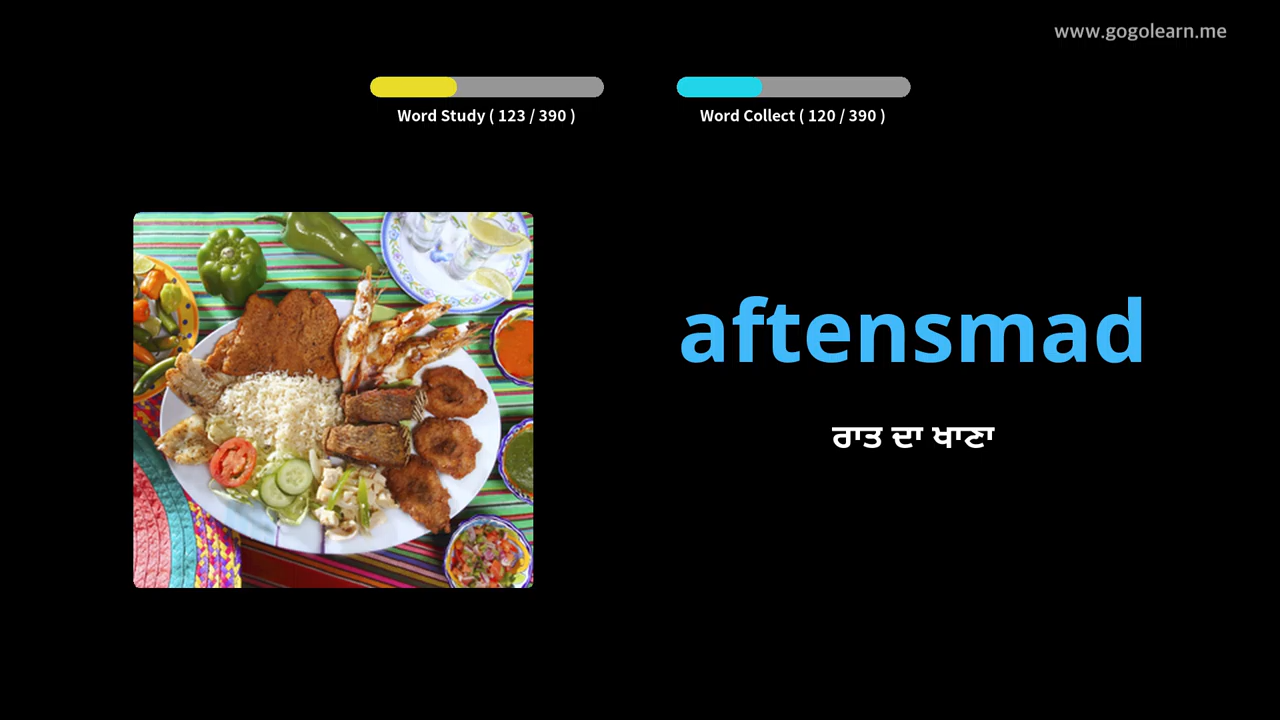 www.gogolearn.me
Word Study ( 123 / 390 )
Word Collect ( 120 / 390 )
aftensmad
ਰਾਤ ਦਾ ਖਾਣਾ